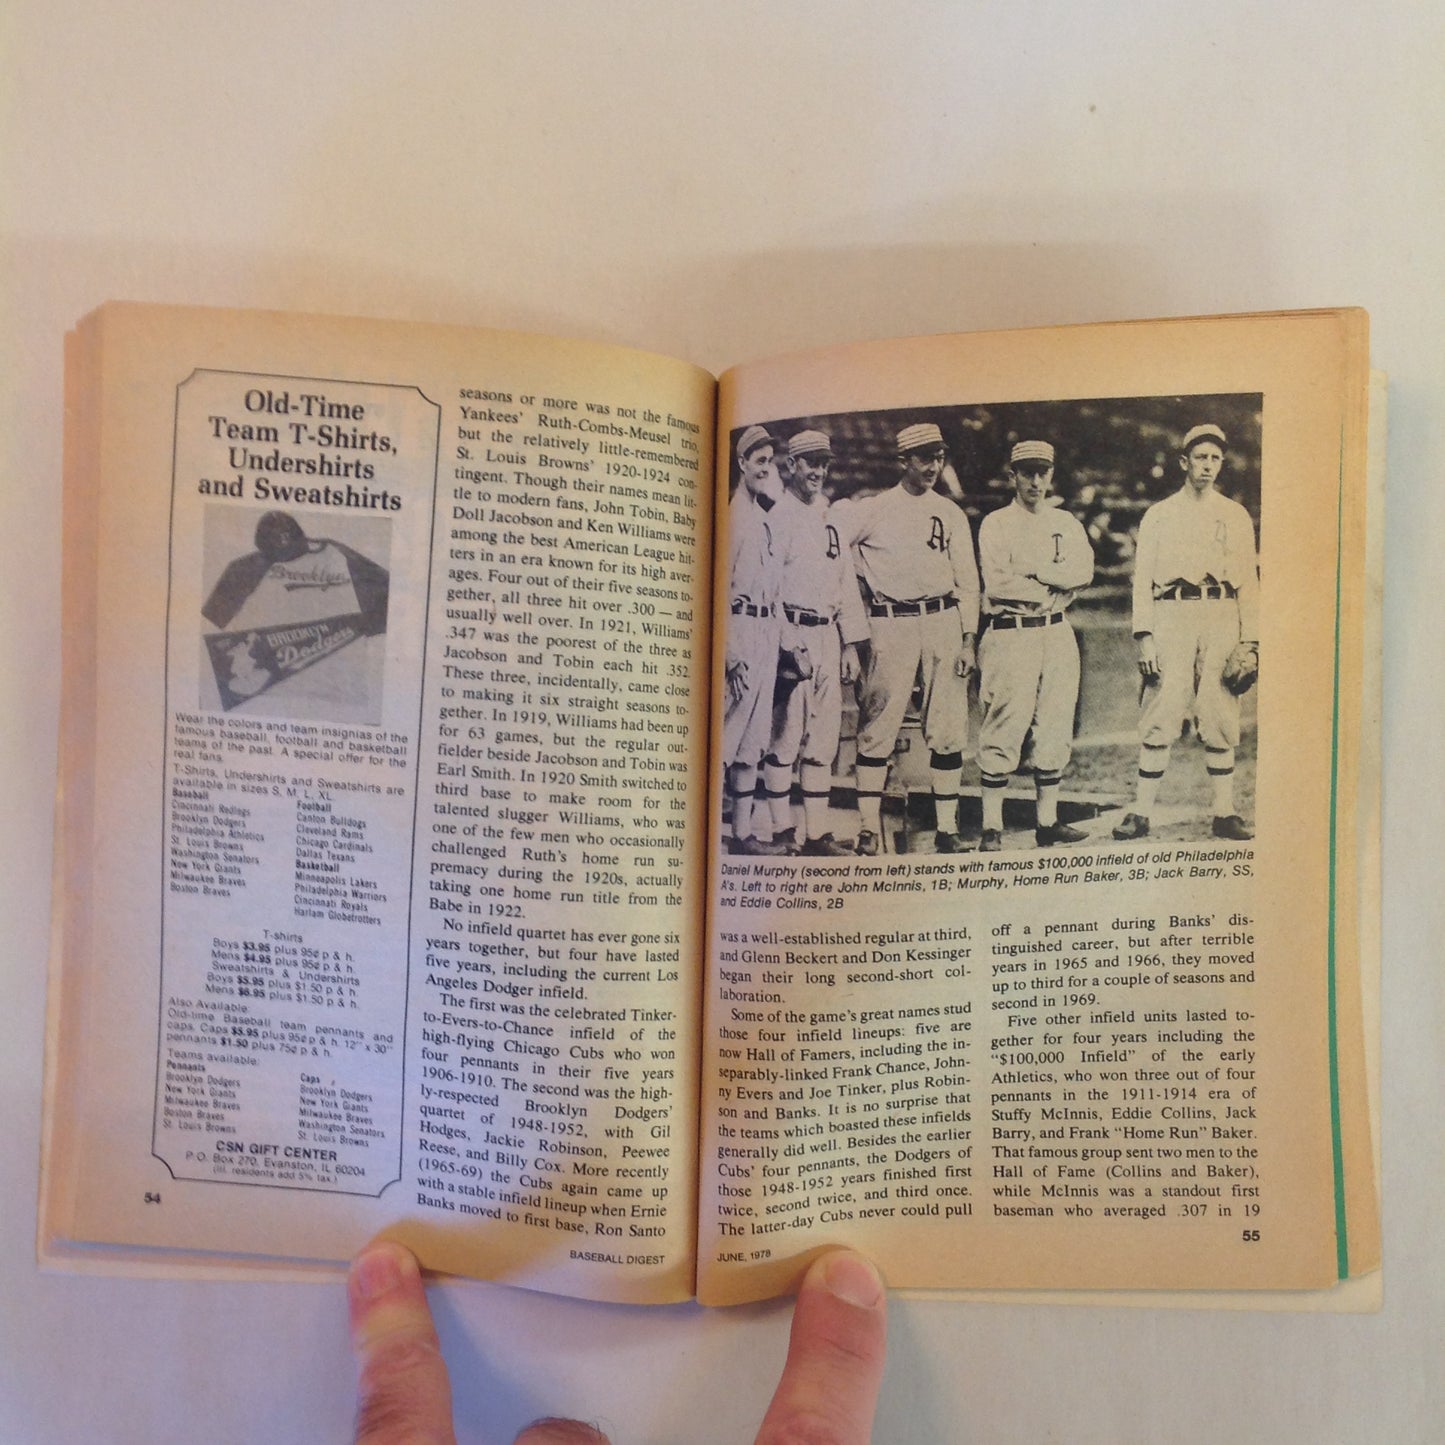 Old-Time
Team T-Shirts,
Undershirts
and Sweatshirts
Brooklyn
BROOKLYN
Dodgers
Wear the colors and team insignias of the
famous baseball, football and basketball
teams of the past. A special offer for the
real fans.
T-Shirts, Undershirts and Sweatshirts are
available in sizes S, M, L, XL.
Baseball
Cincinnati Redlegs
Brooklyn Dodgers
Philadelphia Athletics
St. Louis Browns
Washington Senators
New York Giants
Milwaukee Braves
Boston Braves
Football
Canton Bulldogs
Cleveland Rams
Chicago Cardinals
Dallas Texans
Basketball
Minneapolis Lakers
Philadelphia Warriors
Cincinnati Royals
Harlem Globetrotters
T-shirts
Boys $3.95 plus 95¢ p & h.
Mens $4.95 plus 95¢ p & h.
Sweatshirts & Undershirts
Boys $5.95 plus $1.50 p & h.
Mens $6.95 plus $1.50 p & h.
Also Available:
Old-time Baseball team pennants and
caps. Caps $5.95 plus 95¢ p & h. 12" x 30"
pennants $1.50 plus 75¢ p & h.
Teams available:
Pennants
Brooklyn Dodgers
New York Giants
Milwaukee Braves
Boston Braves
St. Louis Browns
Caps
Brooklyn Dodgers
New York Giants
Milwaukee Braves
Washington Senators
St. Louis Browns
CSN GIFT CENTER
P.O. Box 270, Evanston, IL 60204
(Ill. residents add 5% tax.)
54
seasons or more was not the famous
Yankees' Ruth-Combs-Meusel trio,
but the relatively little-remembered
St. Louis Browns' 1920-1924 con-
tingent. Though their names mean lit-
tle to modern fans, John Tobin, Baby
Doll Jacobson and Ken Williams were
among the best American League hit-
ters in an era known for its high aver-
ages. Four out of their five seasons to-
gether, all three hit over .300 — and
usually well over. In 1921, Williams'
.347 was the poorest of the three as
Jacobson and Tobin each hit .352.
These three, incidentally, came close
to making it six straight seasons to-
gether. In 1919, Williams had been up
for 63 games, but the regular out-
fielder beside Jacobson and Tobin was
Earl Smith. In 1920 Smith switched to
third base to make room for the
talented slugger Williams, who was
one of the few men who occasionally
challenged Ruth's home run su-
premacy during the 1920s, actually
taking one home run title from the
Babe in 1922.
No infield quartet has ever gone six
years together, but four have lasted
five years, including the current Los
Angeles Dodger infield.
The first was the celebrated Tinker-
to-Evers-to-Chance infield of the
high-flying Chicago Cubs who won
four pennants in their five years
1906-1910. The second was the high-
ly-respected Brooklyn Dodgers'
quartet of 1948-1952, with Gil
Hodges, Jackie Robinson, Peewee
Reese, and Billy Cox. More recently
(1965-69) the Cubs again came up
with a stable infield lineup when Ernie
Banks moved to first base, Ron Santo
BASEBALL DIGEST
A
A
I
A
Daniel Murphy (second from left) stands with famous $100,000 infield of old Philadelphia
A's. Left to right are John McInnis, 1B; Murphy, Home Run Baker, 3B; Jack Barry, SS,
and Eddie Collins, 2B
was a well-established regular at third,
and Glenn Beckert and Don Kessinger
began their long second-short col-
laboration.
Some of the game's great names stud
those four infield lineups: five are
now Hall of Famers, including the in-
separably-linked Frank Chance, John-
ny Evers and Joe Tinker, plus Robin-
son and Banks. It is no surprise that
the teams which boasted these infields
generally did well. Besides the earlier
Cubs' four pennants, the Dodgers of
those 1948-1952 years finished first
twice, second twice, and third once.
The latter-day Cubs never could pull
off a pennant during Banks' dis-
tinguished career, but after terrible
years in 1965 and 1966, they moved
up to third for a couple of seasons and
second in 1969.
Five other infield units lasted to-
gether for four years including the
"$100,000 Infield" of the early
Athletics, who won three out of four
pennants in the 1911-1914 era of
Stuffy McInnis, Eddie Collins, Jack
Barry, and Frank "Home Run" Baker.
That famous group sent two men to the
Hall of Fame (Collins and Baker),
while McInnis was a standout first
baseman who averaged .307 in 19
JUNE, 1978
55